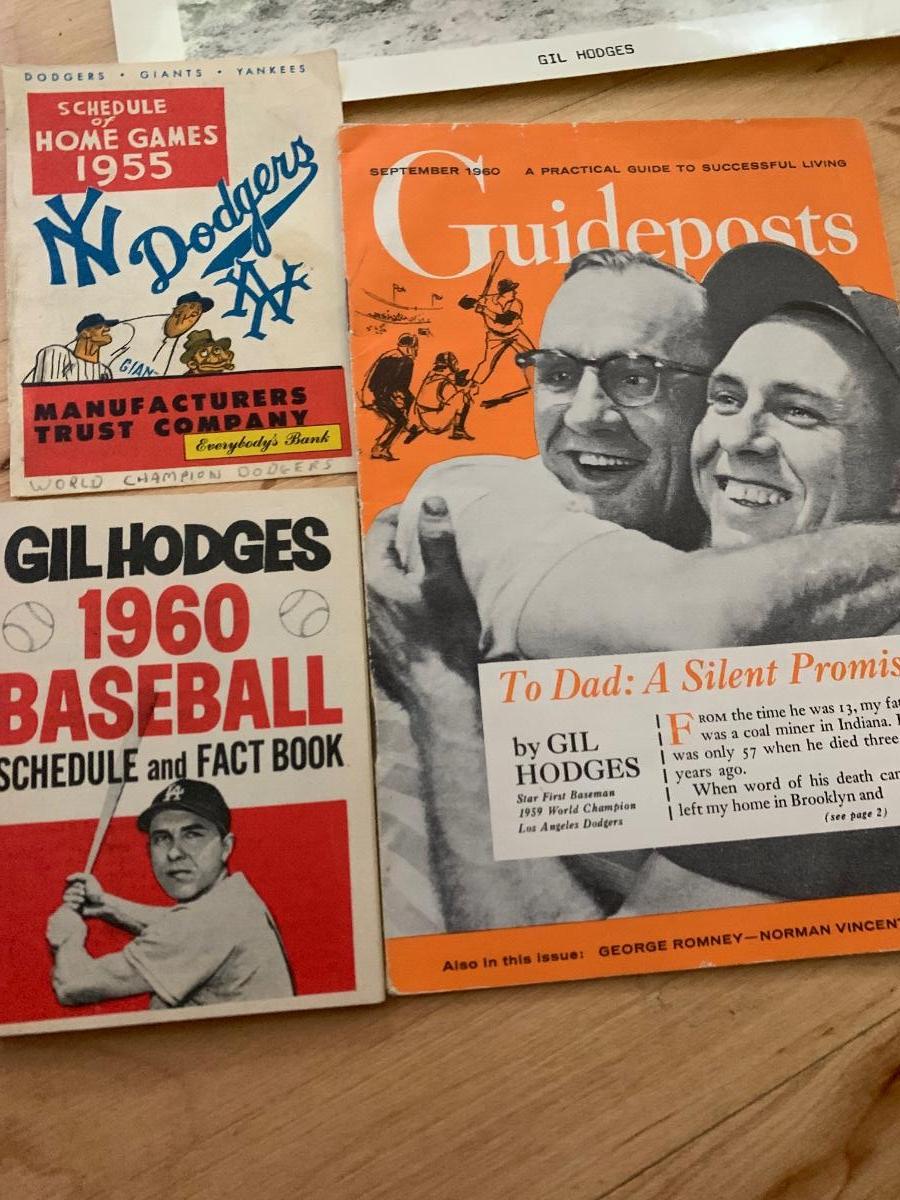 GIL HODGES
DODGERS • GIANTS • YANKEES
SCHEDULE
of
HOME GAMES
1955
NY
Dodgers
NY
GIAN
MANUFACTURERS
TRUST COMPANY
Everybody's Bank
WORLD CHAMPION DODGERS
GIL HODGES
1960
BASEBALL
SCHEDULE and FACT BOOK
LA
SEPTEMBER 1960 A PRACTICAL GUIDE TO SUCCESSFUL LIVING
Guideposts
To Dad: A Silent Promis
by GIL
HODGES
Star First Baseman
1959 World Champion
Los Angeles Dodgers
FROM the time he was 13, my fa
was a coal miner in Indiana.
was only 57 when he died three
years ago.
When word of his death cam
left my home in Brooklyn and
(see page 2)
Also in this issue: GEORGE ROMNEY—NORMAN VINCENT